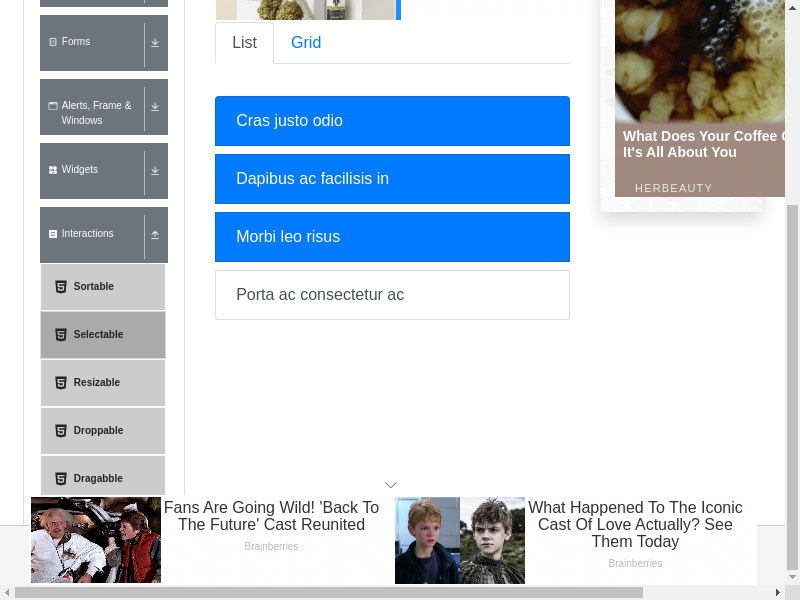 Forms
Alerts, Frame &
Windows
Widgets
Interactions
Sortable
Selectable
Resizable
Droppable
Dragabble
List
Grid
Cras justo odio
Dapibus ac facilisis in
Morbi leo risus
Porta ac consectetur ac
What Does Your Coffee
It's All About You
HERBEAUTY
Fans Are Going Wild! 'Back To
The Future' Cast Reunited
Brainberries
What Happened To The Iconic
Cast Of Love Actually? See
Them Today
Brainberries